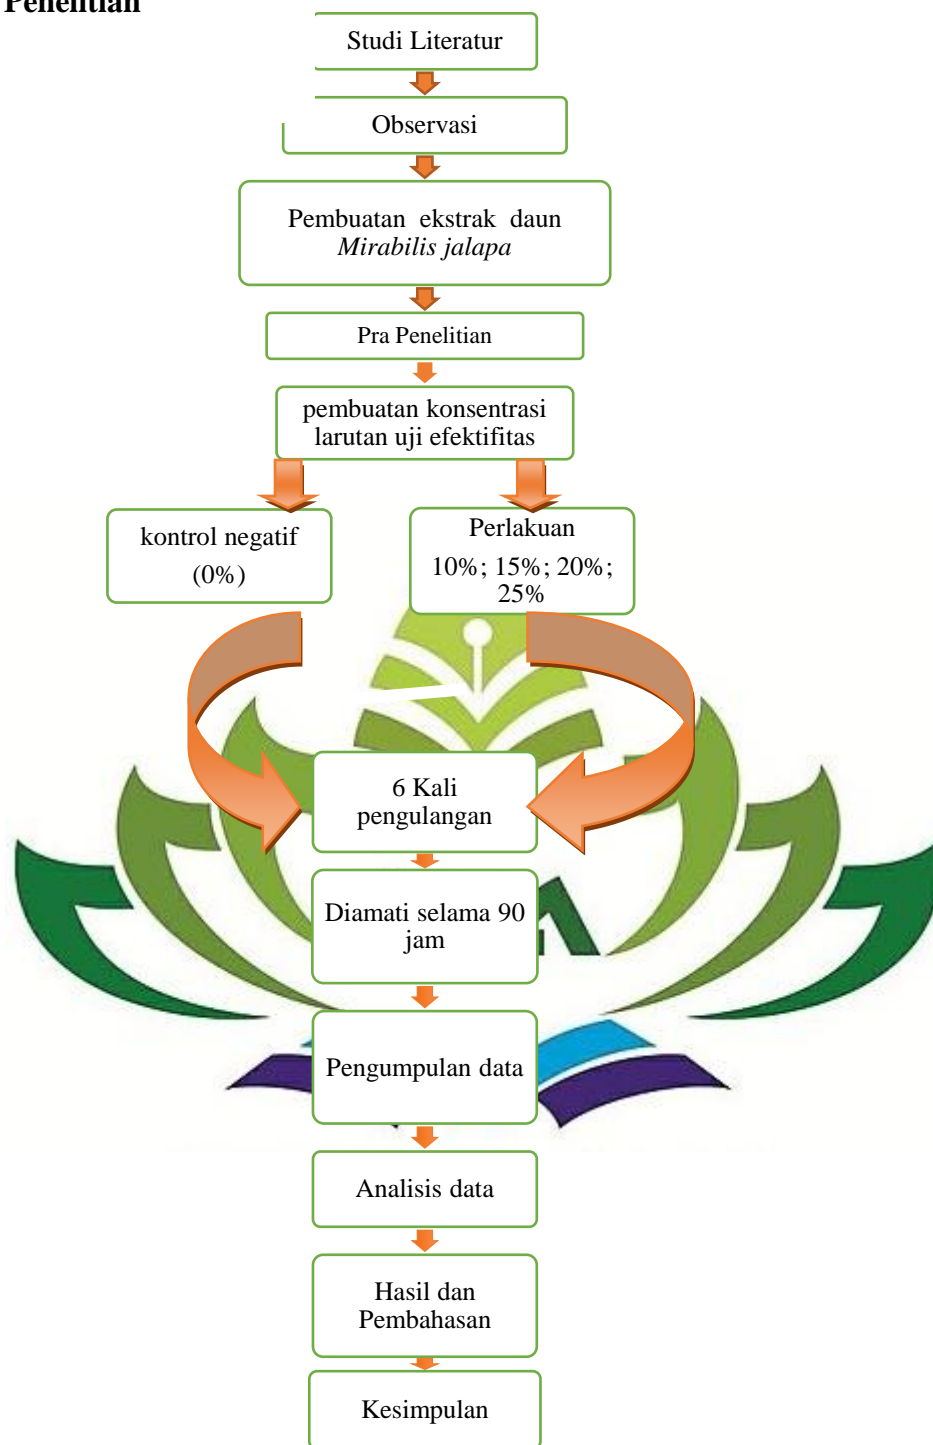 Penelitian
Studi Literatur
Observasi
Pembuatan ekstrak daun
Mirabilis jalapa
Pra Penelitian
pembuatan konsentrasi
larutan uji efektifitas
kontrol negatif
(0%)
Perlakuan
10%; 15%; 20%;
25%
6 Kali
pengulangan
Diamati selama 90
jam
Pengumpulan data
Analisis data
Hasil dan
Pembahasan
Kesimpulan